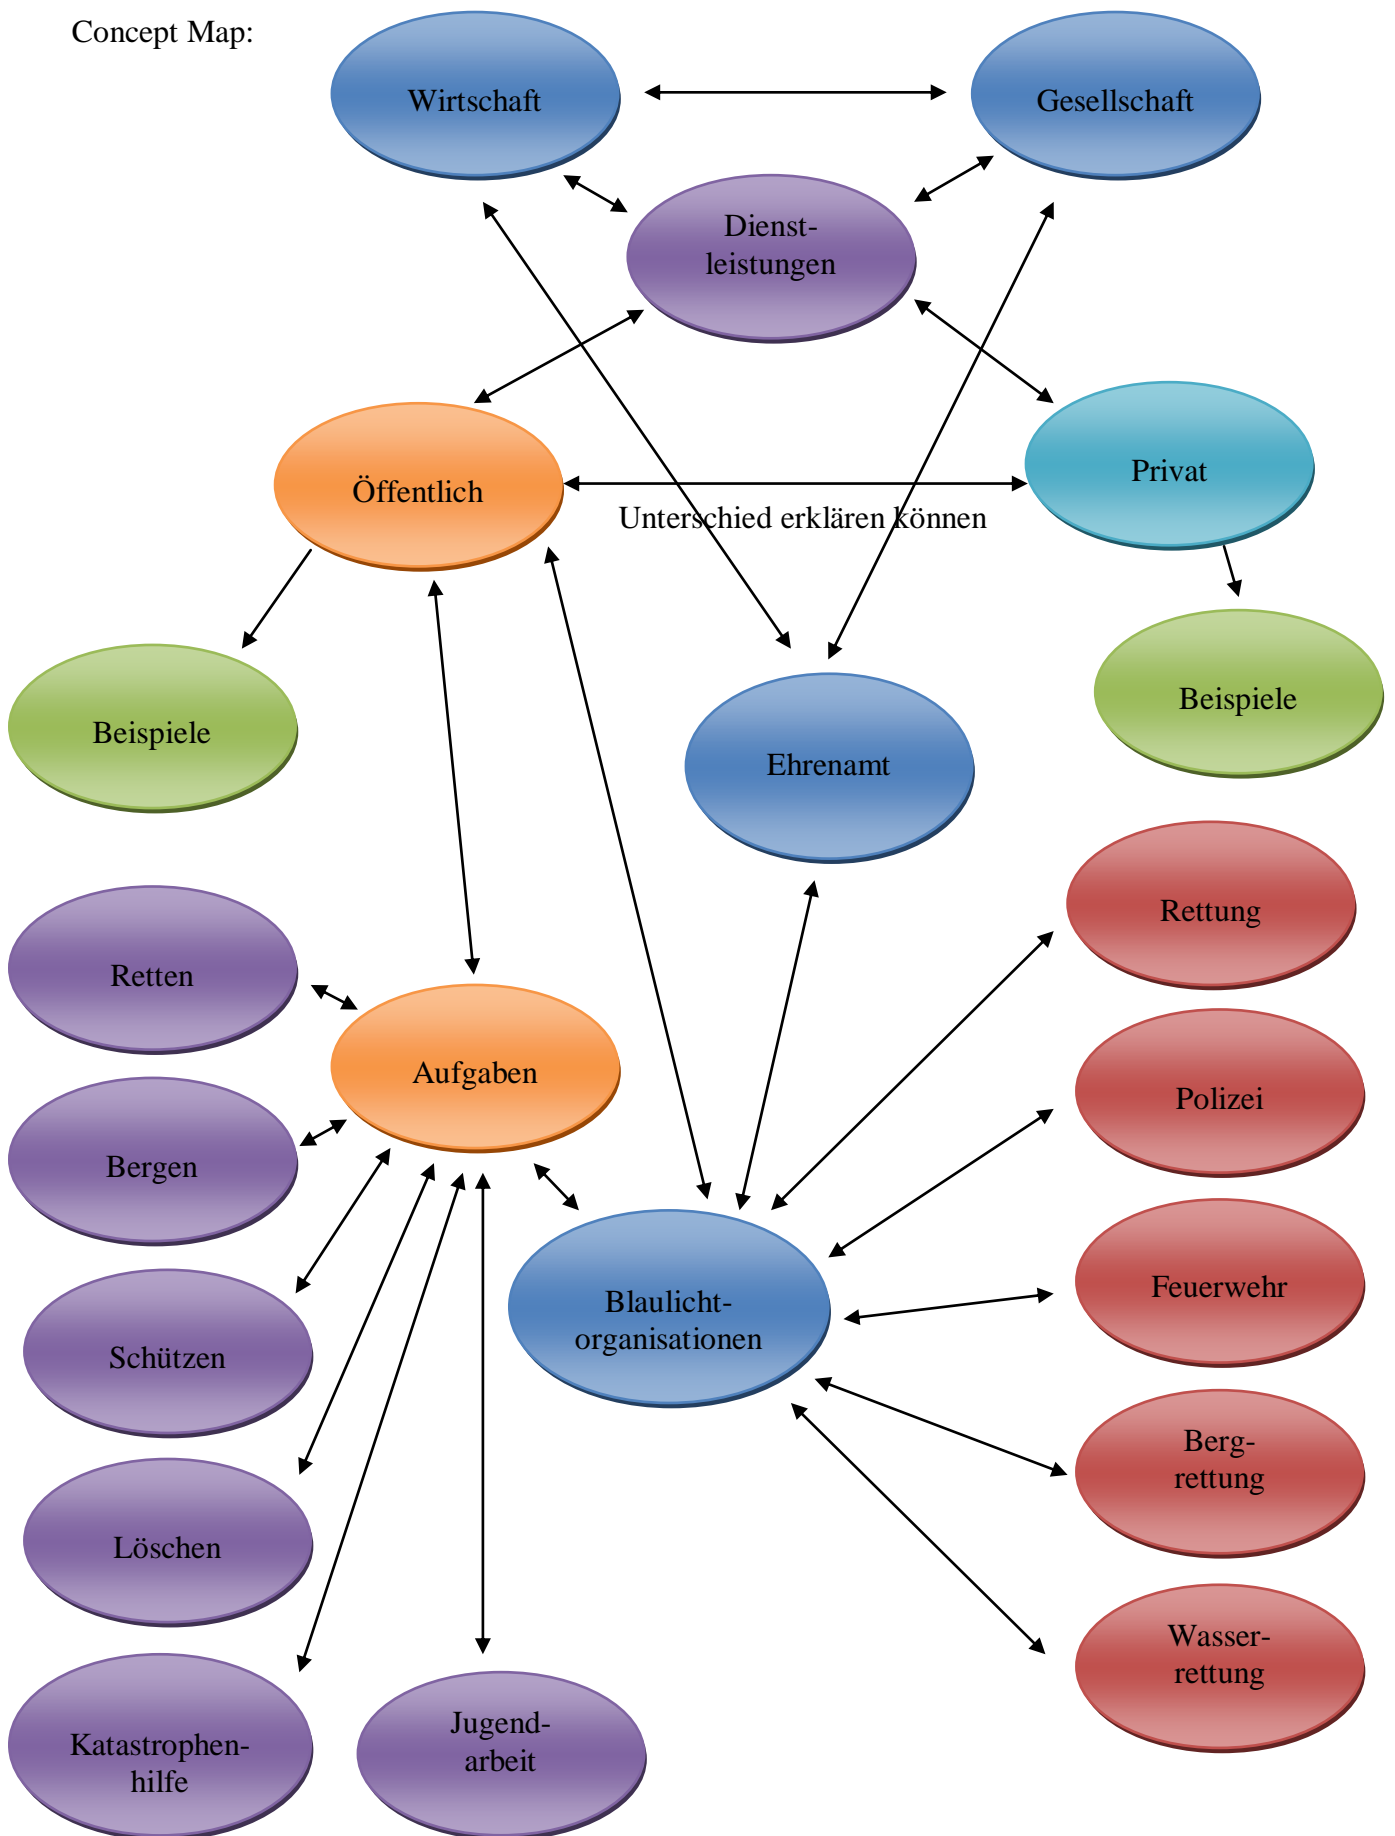 Concept Map:
Wirtschaft
Gesellschaft
Dienst-
leistungen
Öffentlich
Privat
Unterschied erklären können
Beispiele
Beispiele
Ehrenamt
Rettung
Retten
Aufgaben
Polizei
Bergen
Feuerwehr
Blaulicht-
organisationen
Schützen
Berg-
rettung
Löschen
Wasser-
rettung
Katastrophen-
hilfe
Jugend-
arbeit